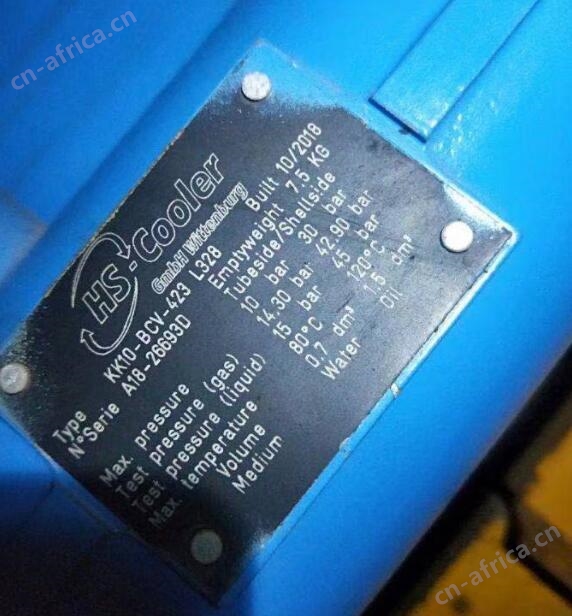 cn-africa.cn
HS-Cooler
GmbH Wittenburg
Type KK10-BCV-423 L328 Built 10/2018
N°Serie A18-26693D Emptyweight 7.5 KG
Tubeside/Shellside
Max. pressure 10 bar 30 bar
Test pressure (gas) 14,30 bar 42,90 bar
Test pressure (liquid) 15 bar 45 bar
Max. temperature 80°C 120°C
Volume 0,7 dm³ 1,5 dm³
Medium Water Oil
cn-africa.cn